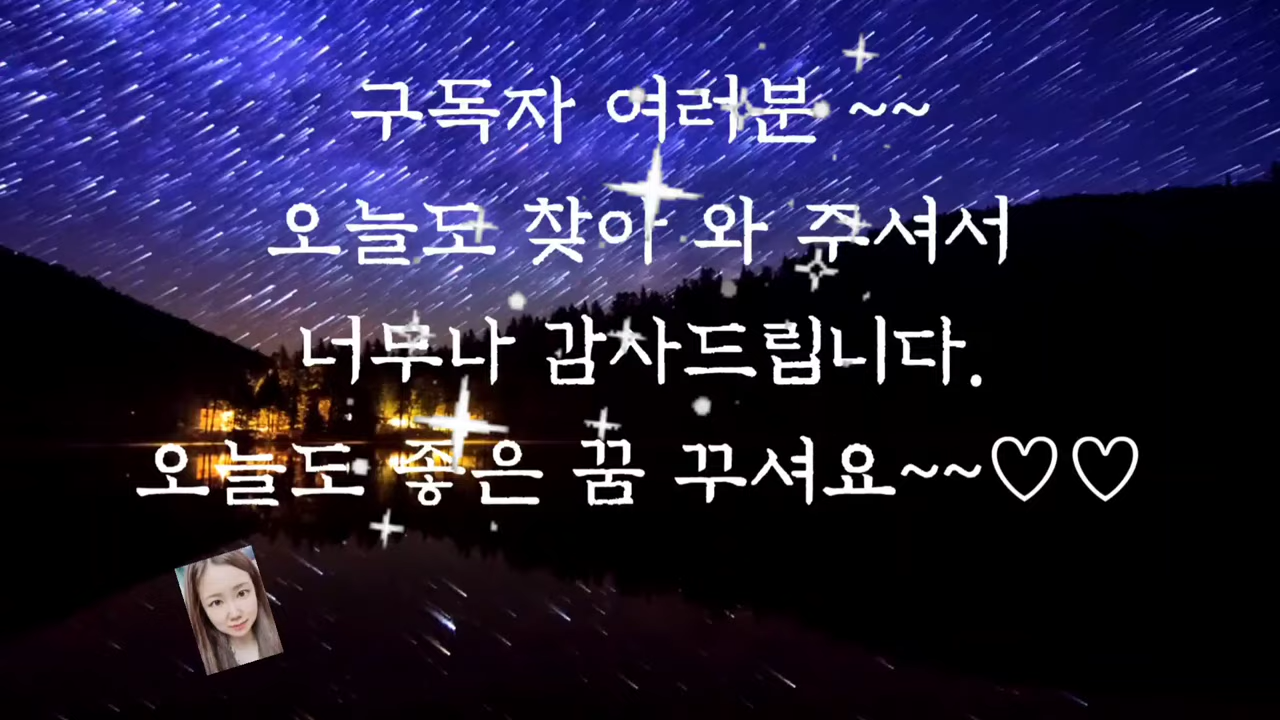 구독자 여러분 ~~
오늘도 찾아 와 주셔서
너무나 감사드립니다.
오늘도 좋은 꿈 꾸셔요~~♡♡